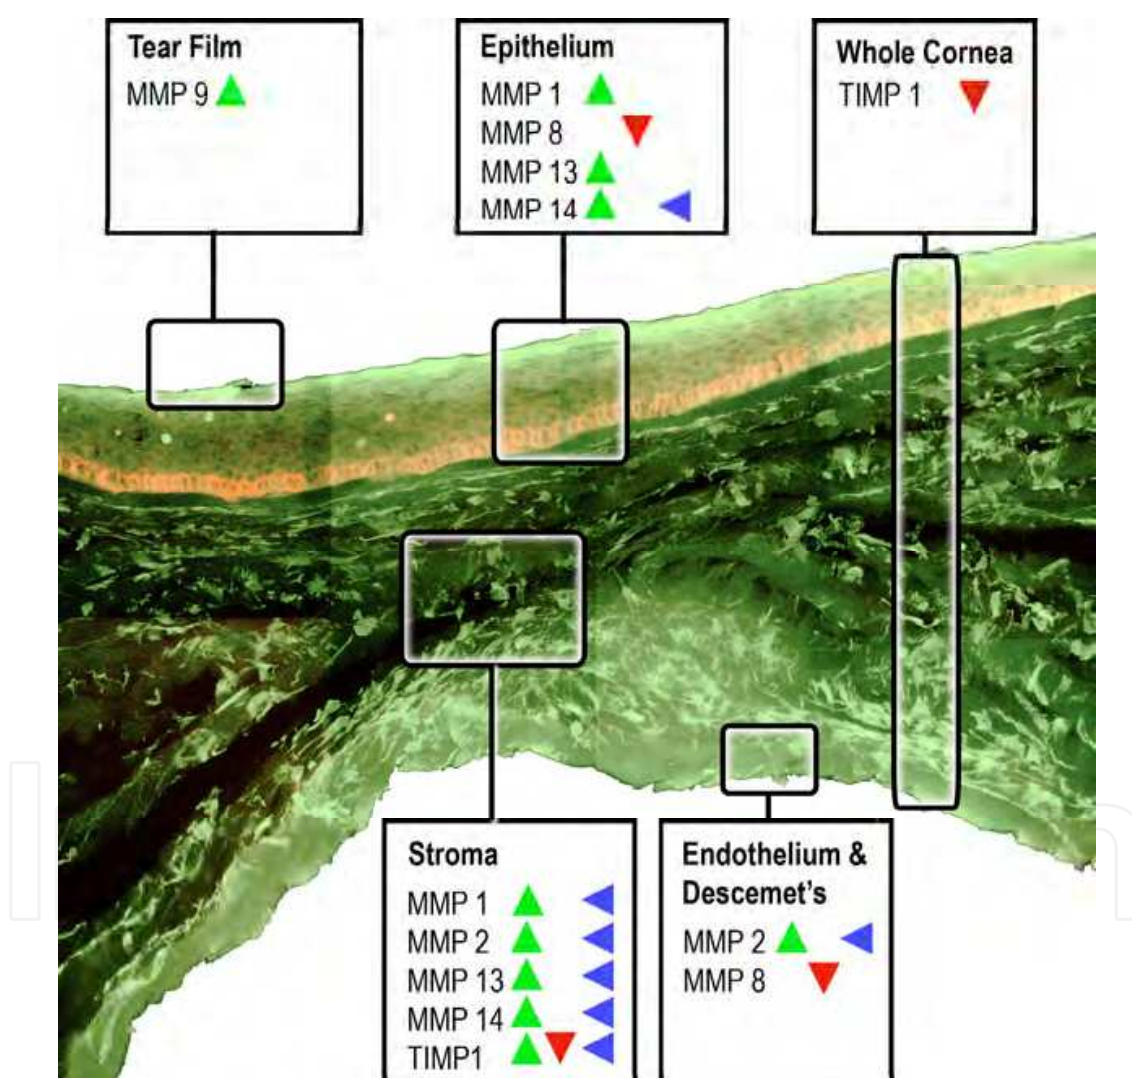 Tear Film
MMP 9
Epithelium
MMP 1
MMP 8
MMP 13
MMP 14
Whole Cornea
TIMP 1
Stroma
MMP 1
MMP 2
MMP 13
MMP 14
TIMP1
Endothelium &
Descemet's
MMP 2
MMP 8